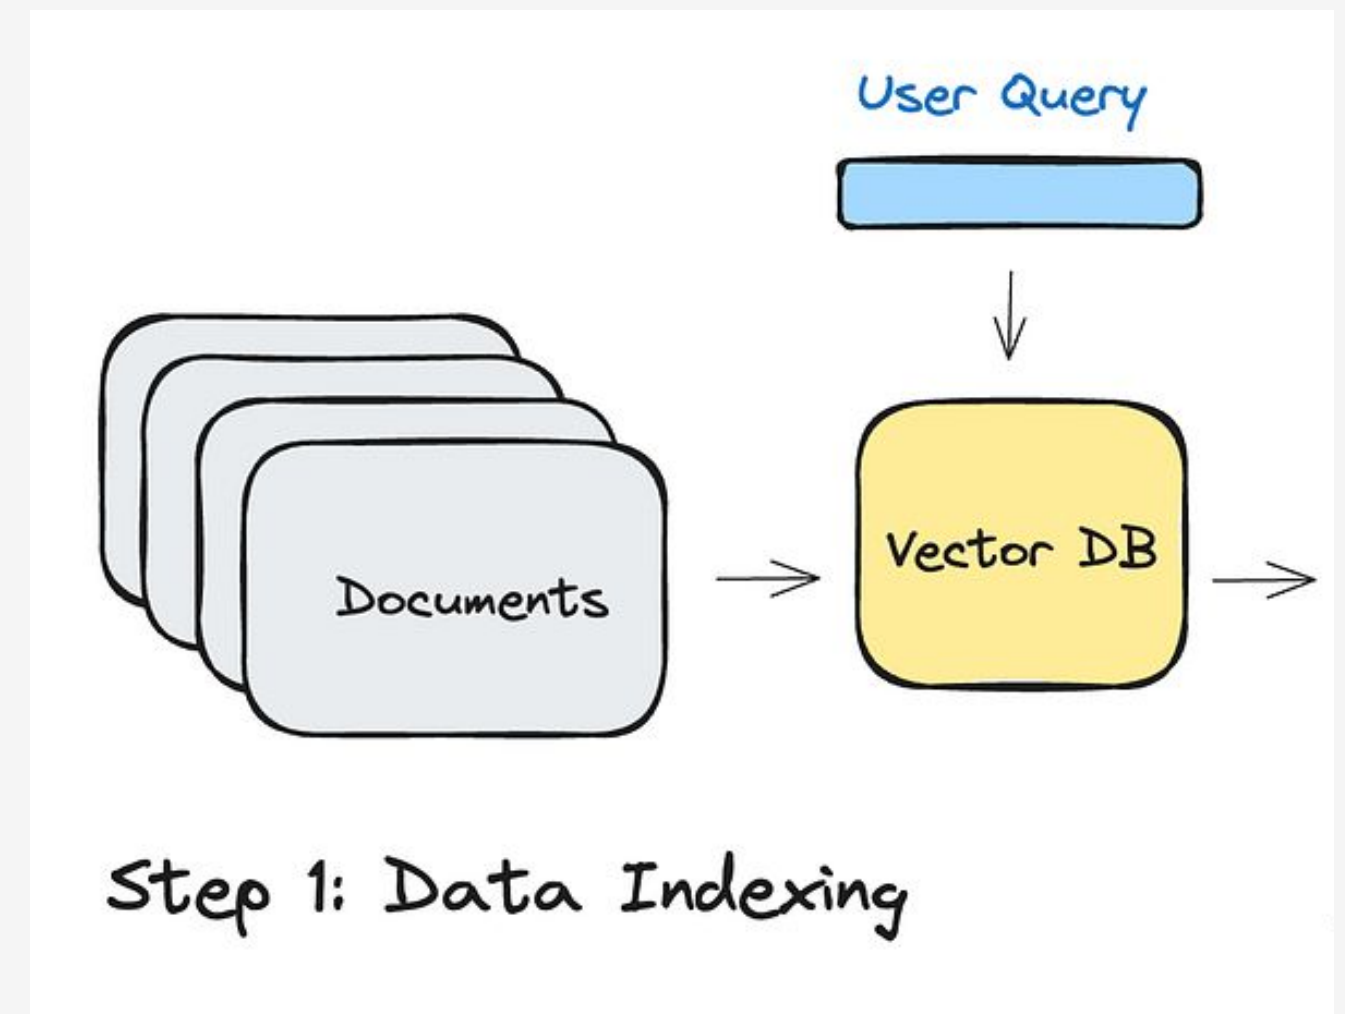 User Query
Vector DB
Documents
Step 1: Data Indexing